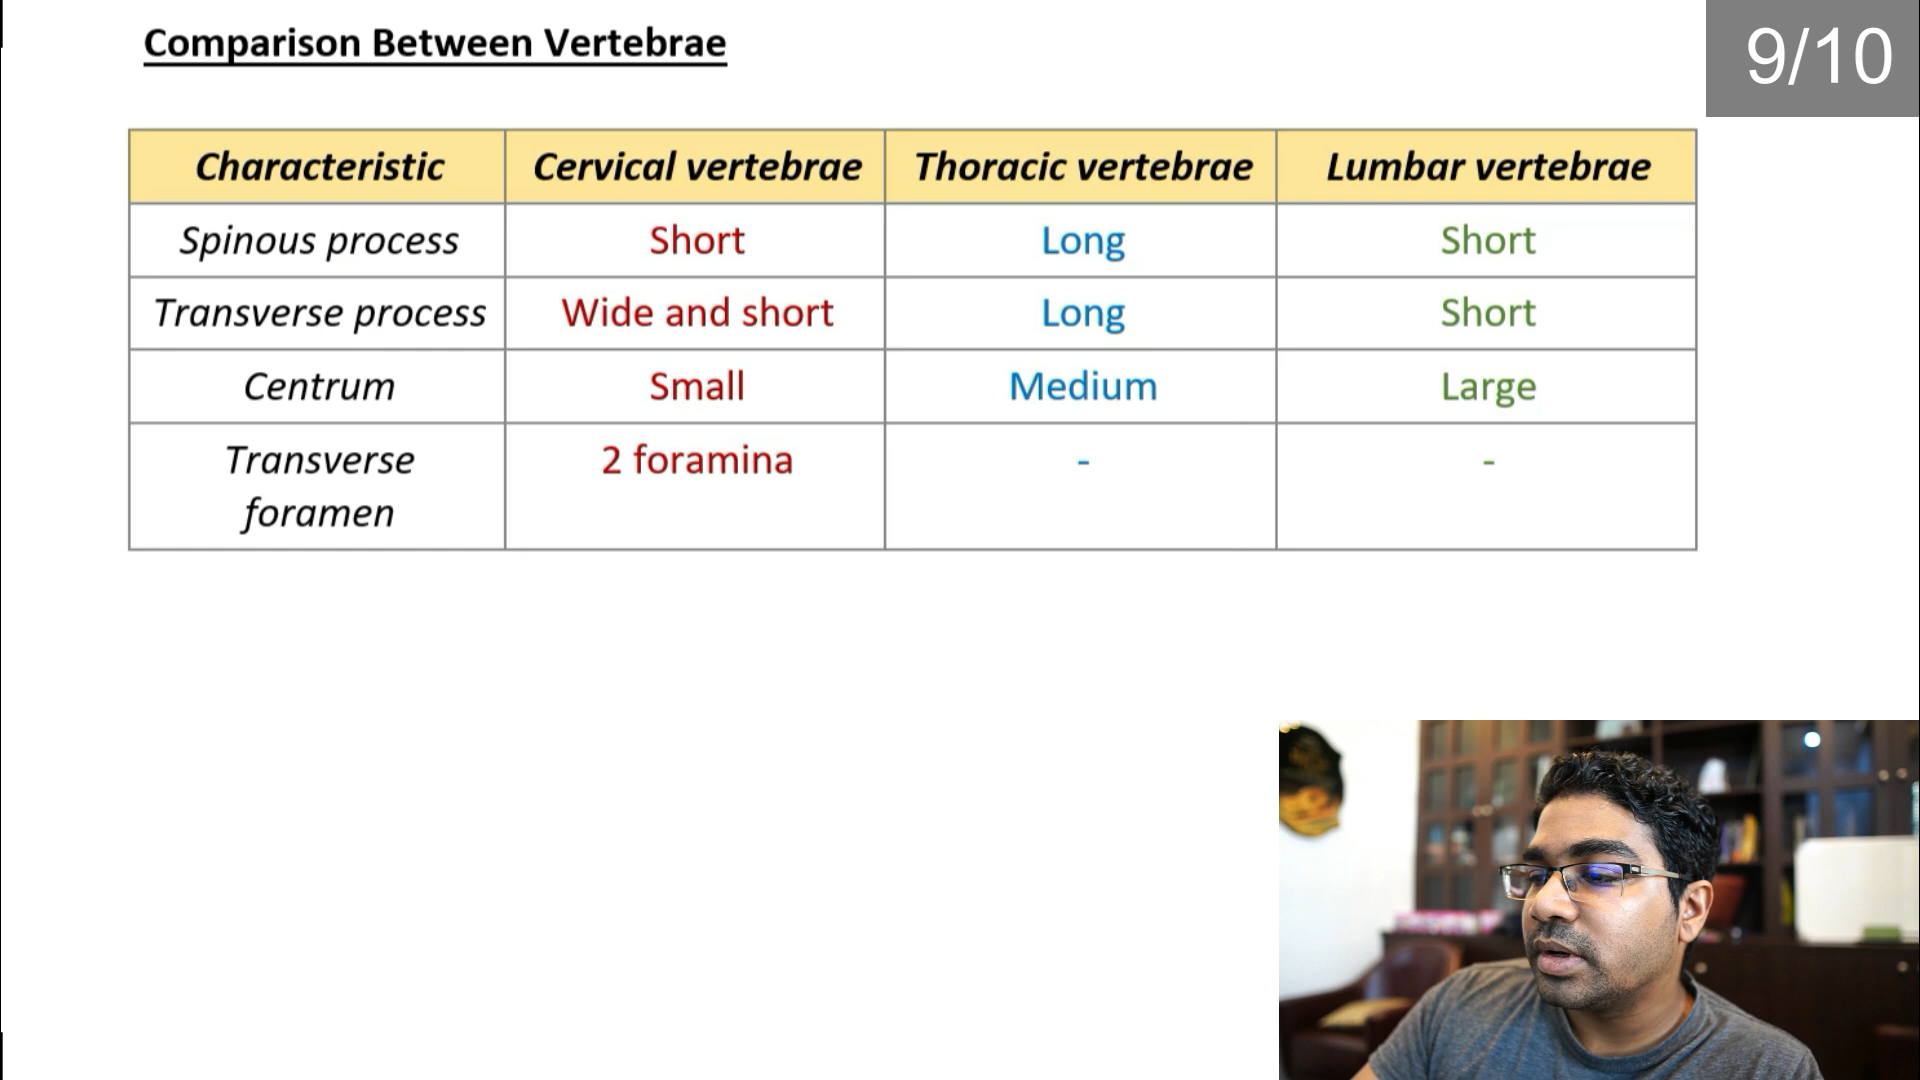 Comparison Between Vertebrae
9/10
Characteristic Cervical vertebrae Thoracic vertebrae Lumbar vertebrae
Spinous process Short Long Short
Transverse process Wide and short Long Short
Centrum Small Medium Large
Transverse 2 foramina - -
foramen